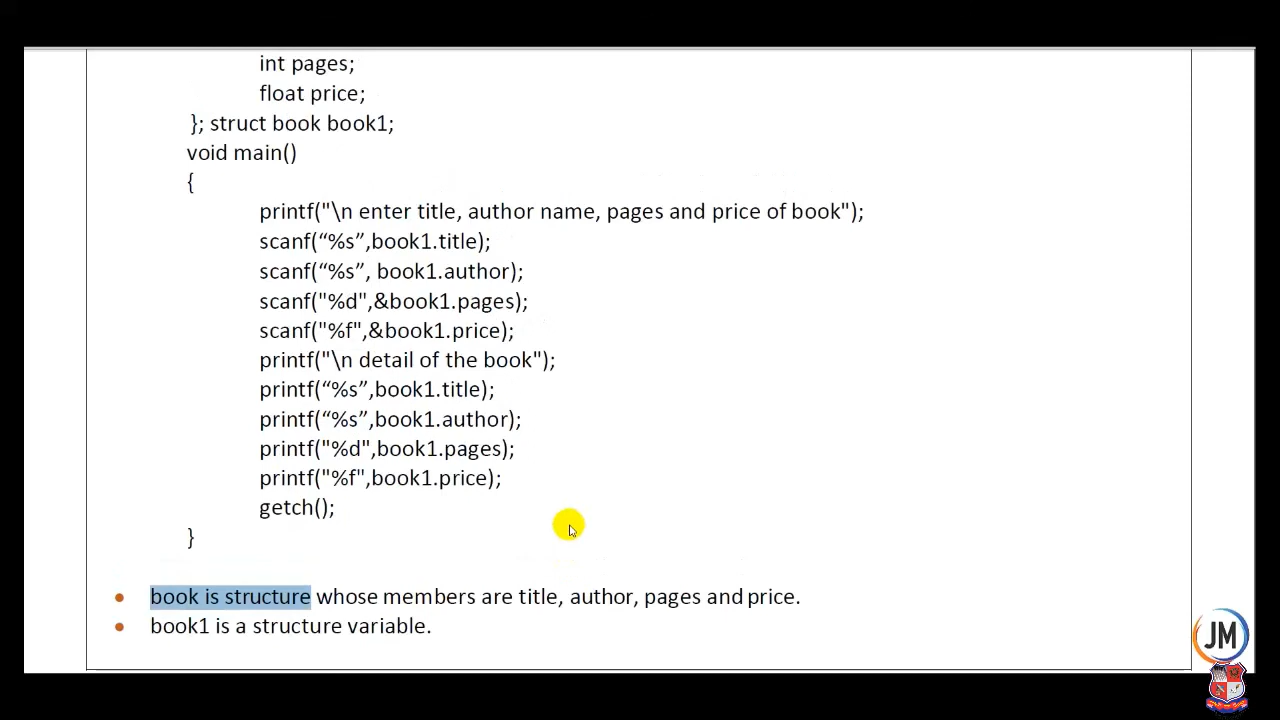 int pages;
float price;
}; struct book book1;
void main()
{
printf("\n enter title, author name, pages and price of book");
scanf(“%s”,book1.title);
scanf(“%s”, book1.author);
scanf("%d",&book1.pages);
scanf("%f",&book1.price);
printf("\n detail of the book");
printf(“%s”,book1.title);
printf(“%s”,book1.author);
printf("%d",book1.pages);
printf("%f",book1.price);
getch();
}
book is structure whose members are title, author, pages and price.
book1 is a structure variable.
JM